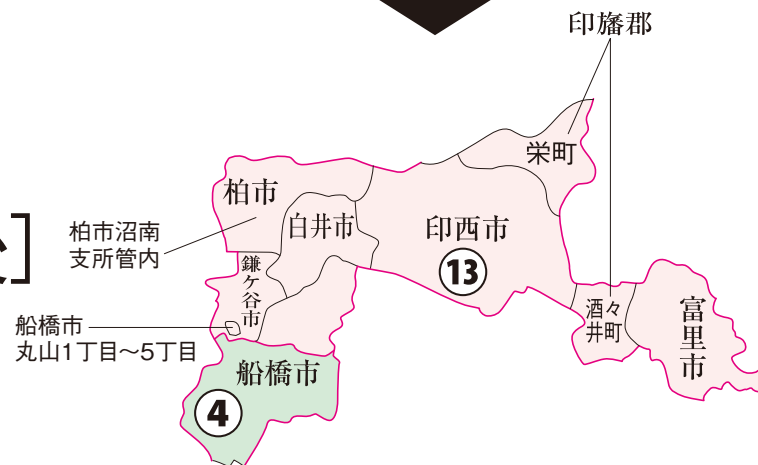 印旛郡
栄町
柏市
白井市
印西市
⑬
柏市沼南
支所管内
鎌ケ谷市
酒々
井町
富里市
船橋市
丸山1丁目～5丁目
船橋市
④